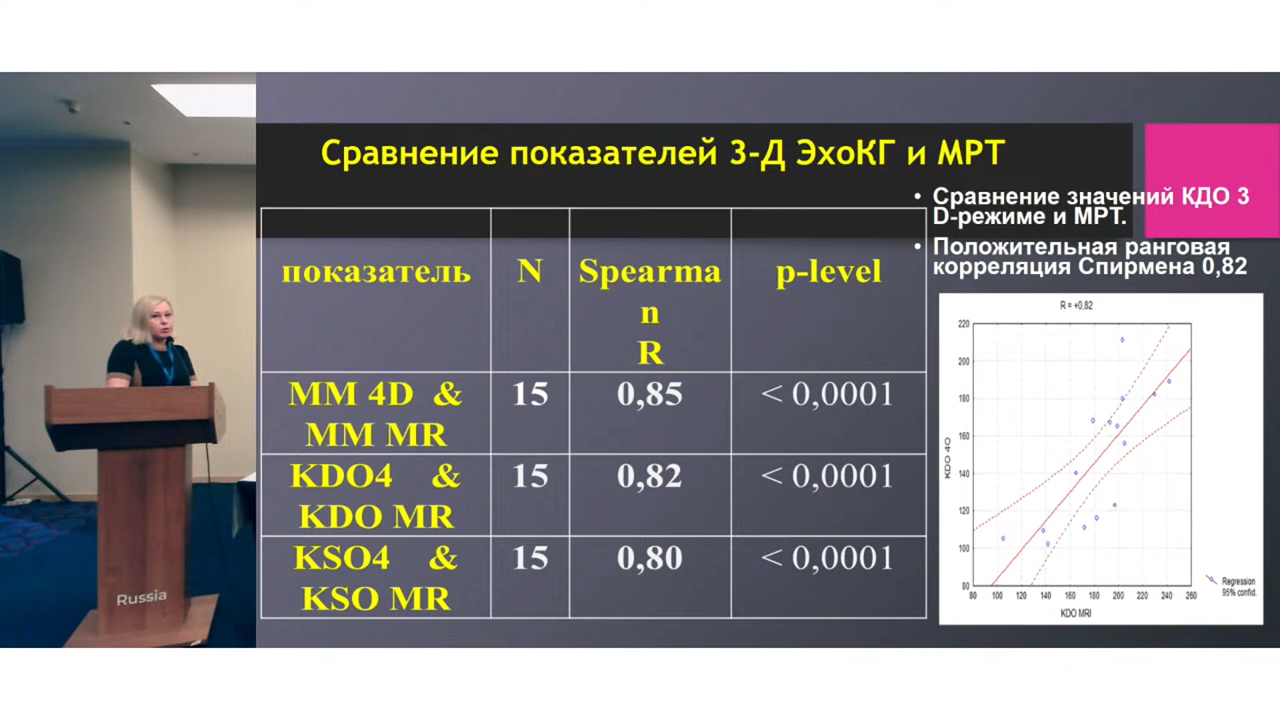 Сравнение показателей 3-Д ЭхоКГ и МРТ
• Сравнение значений КДО 3
D-режиме и МРТ.
• Положительная ранговая
корреляция Спирмена 0,82
показатель N Spearma
n
R p-level
MM 4D & 15 0,85 < 0,0001
MM MR
KDO4 & 15 0,82 < 0,0001
KDO MR
KSO4 & 15 0,80 < 0,0001
KSO MR
R = +0,82
220
200
180
160
140
120
100
80
KDO 4O
80 100 120 140 160 180 200 220 240 260
KDO MRI
Regression
95% confid.
Russia